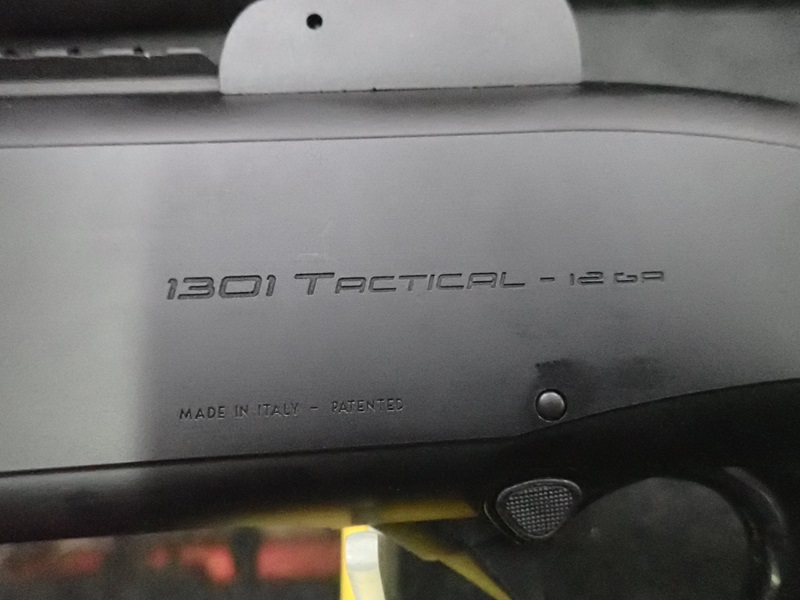 1301 TACTICAL - 12 GA
MADE IN ITALY - PATENTED